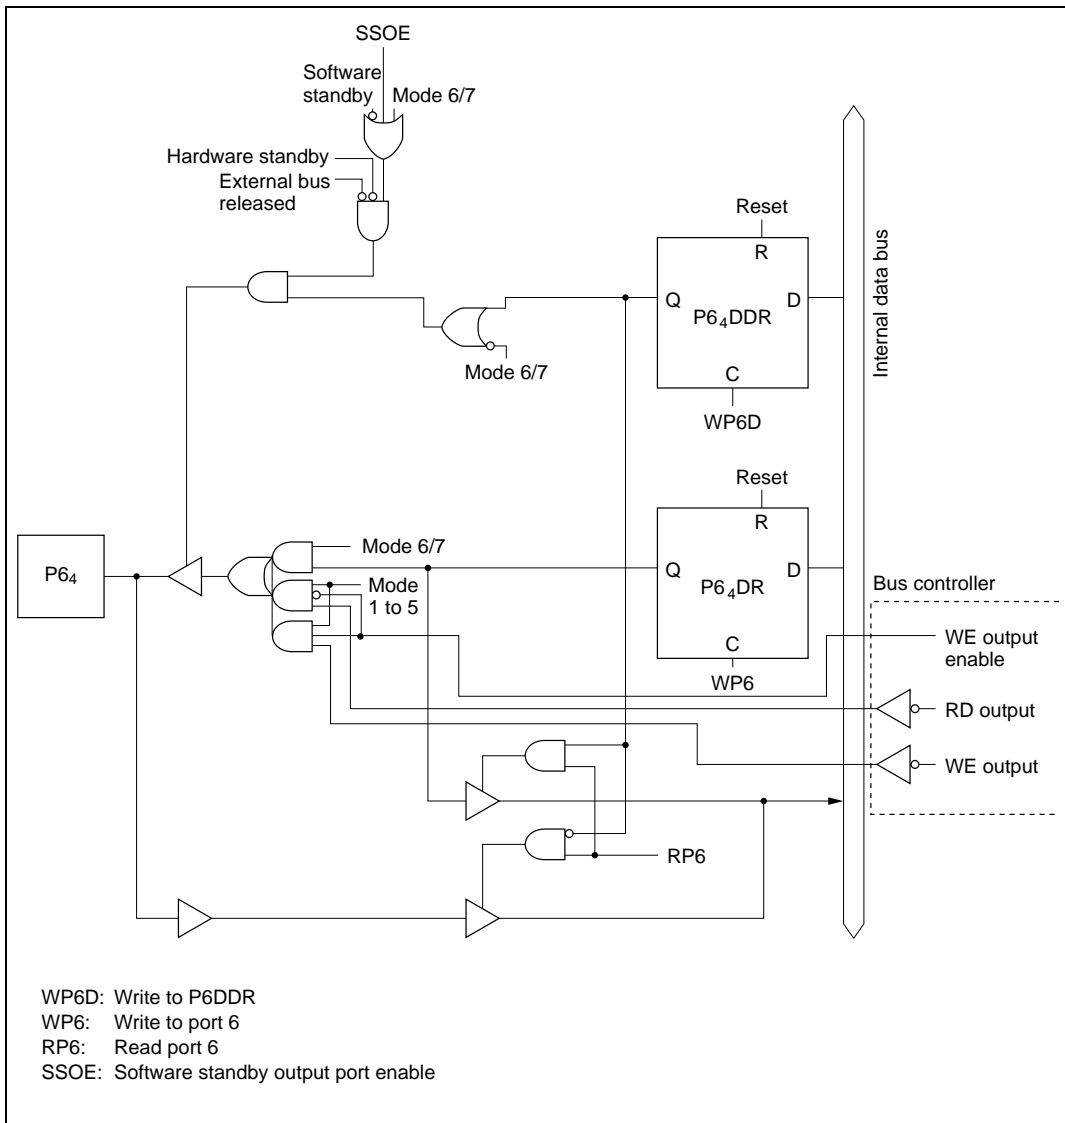 SSOE
Software
standby
Mode 6/7
Hardware standby
External bus
released
Reset
R
Q
P6₄DDR
D
C
WP6D
Mode 6/7
Internal data bus
Reset
R
Q
P6₄DR
D
C
WP6
P6₄
Mode 6/7
Mode
1 to 5
Bus controller
WE output
enable
RD output
WE output
RP6
WP6D: Write to P6DDR
WP6: Write to port 6
RP6: Read port 6
SSOE: Software standby output port enable